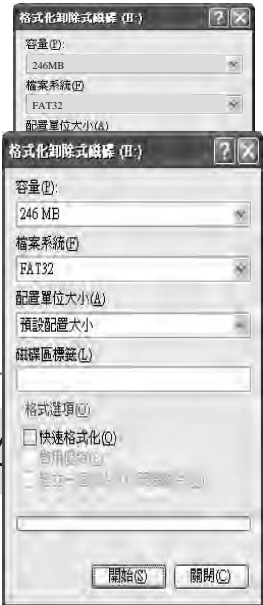 格式化卸除式磁碟 (H:)
容量(P):
246MB
檔案系統(F)
FAT32
配置單位大小(A)
格式化卸除式磁碟 (H:)
容量(P):
246 MB
檔案系統(F)
FAT32
配置單位大小(A)
預設配置大小
磁碟區標籤(L)
格式選項(O)
快速格式化(Q)
開始(S)
關閉(C)